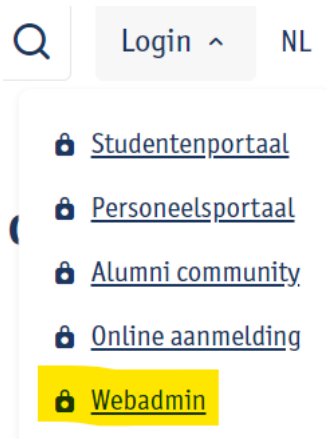 Login NL
Studentenportaal
Personeelsportaal
Alumni community
Online aanmelding
Webadmin